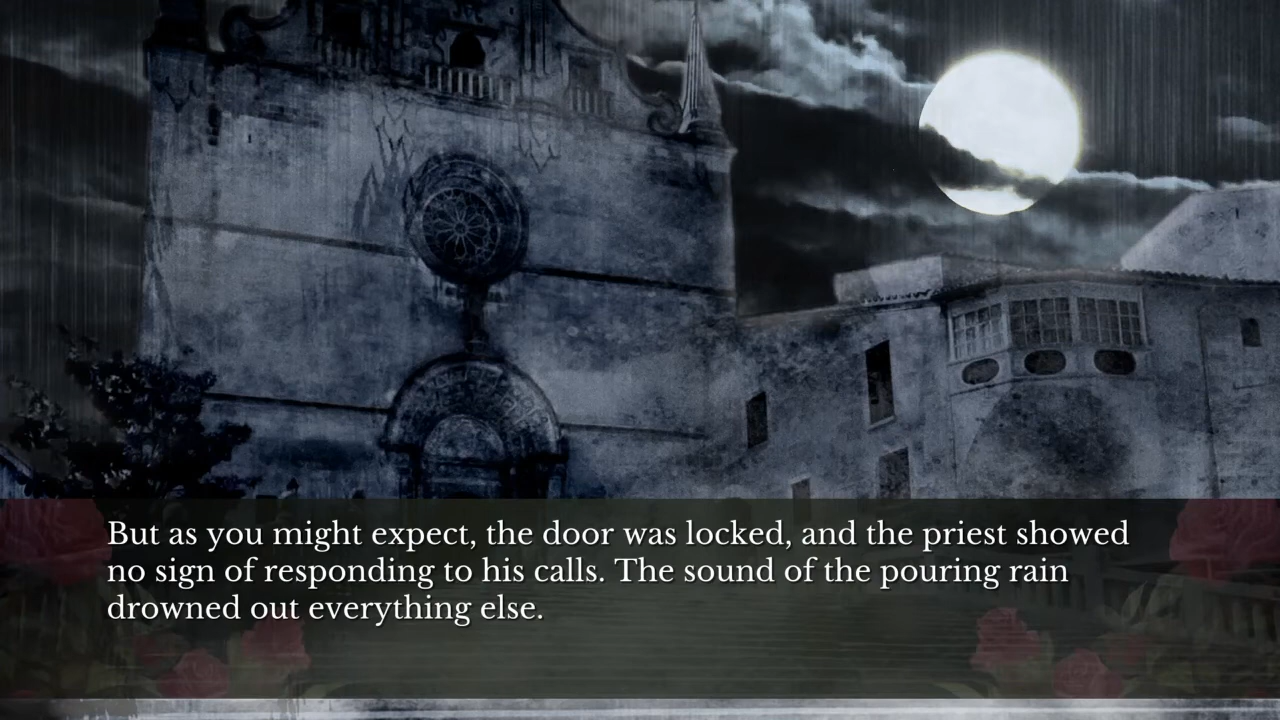 But as you might expect, the door was locked, and the priest showed
no sign of responding to his calls. The sound of the pouring rain
drowned out everything else.